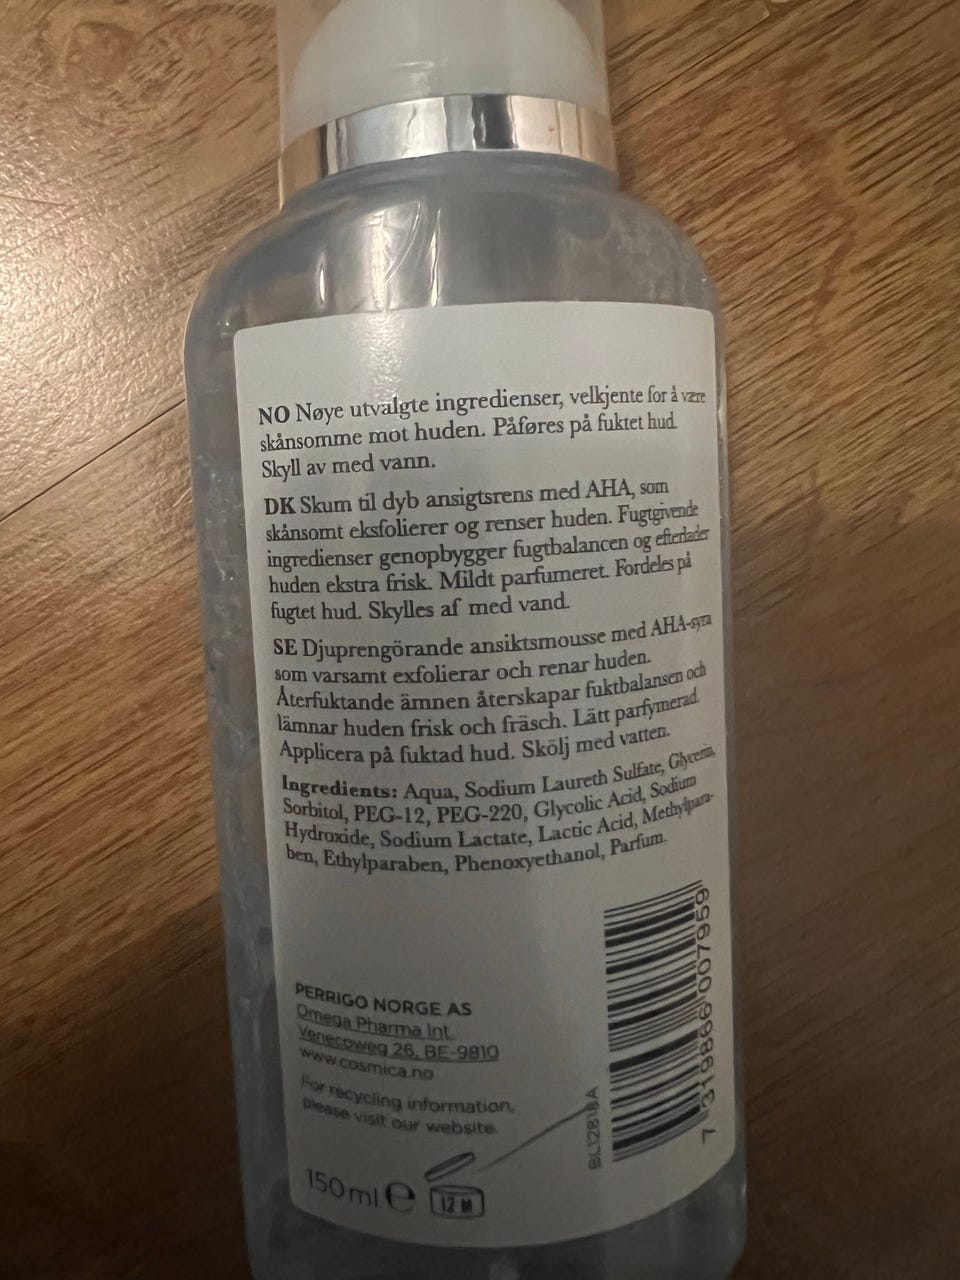 NO Nøye utvalgte ingredienser, velkjente for å være
skånsomme mot huden. Påføres på fuktet hud.
Skyll av med vann.
DK Skum til dyb ansigtsrens med AHA, som
skånsomt eksfolierer og renser huden. Fugtgivende
ingredienser genopbygger fugtbalancen og efterlader
huden ekstra frisk. Mildt parfumeret. Fordeles på
fugtet hud. Skylles af med vand.
SE Djuprengörande ansiktsmousse med AHA-syra
som varsamt exfolierar och renar huden.
Återfuktande ämnen återskapar fuktbalansen och
lämnar huden frisk och fräsch. Lätt parfymerad.
Applicera på fuktad hud. Skölj med vatten.
Ingredients: Aqua, Sodium Laureth Sulfate, Glycerin,
Sorbitol, PEG-12, PEG-220, Glycolic Acid, Sodium
Hydroxide, Sodium Lactate, Lactic Acid, Methylpara-
ben, Ethylparaben, Phenoxyethanol, Parfum.
PERRIGO NORGE AS
Omega Pharma Int.
Venecoweg 26, BE-9810
www.cosmica.no
For recycling information,
please visit our website.
150ml e
12 M
BL12818A
7 319866 007959